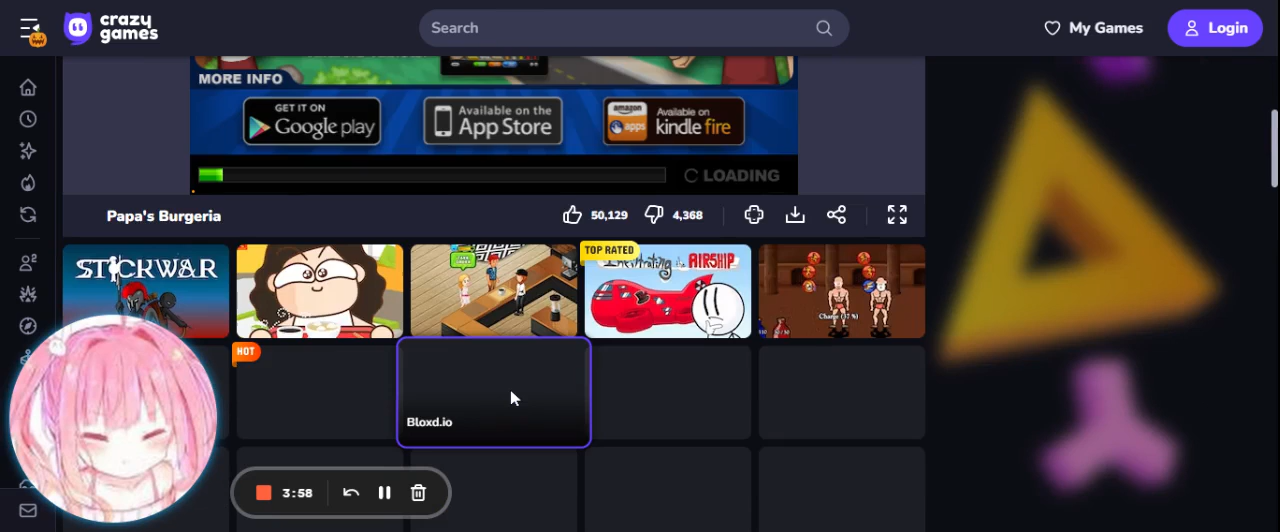 crazy
games
Search
My Games
Login
MORE INFO
GET IT ON
Google play
Available on the
App Store
amazon
apps
Available on
kindle fire
LOADING
Papa's Burgeria
50,129
4,368
STICKWAR
TOP RATED
AIRSHIP
HOT
Bloxd.io
3:58